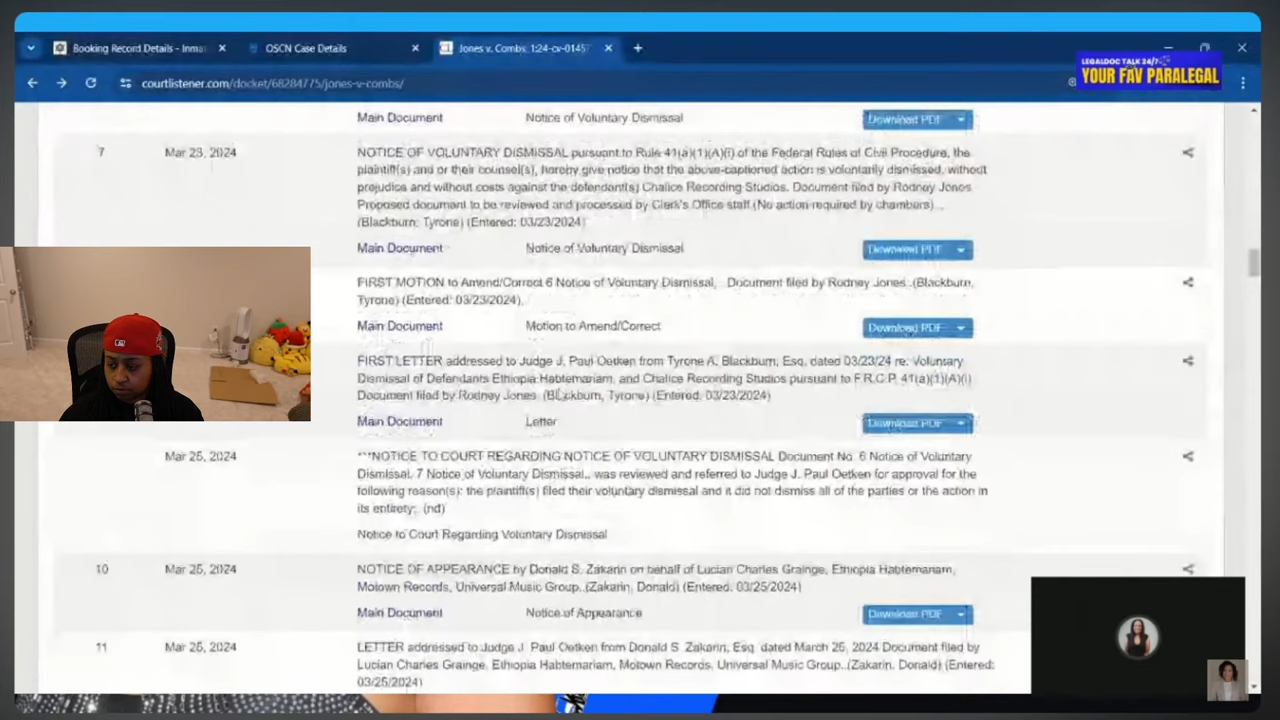 Booking Record Details - Inma
OSCN Case Details
Jones v. Combs, 1:24-cv-0145
LEGALDOC TALK 24/7
YOUR FAV PARALEGAL
courtlistener.com/docket/68284775/jones-v-combs/
Main Document Notice of Voluntary Dismissal Download PDF
7 Mar 23, 2024 NOTICE OF VOLUNTARY DISMISSAL pursuant to Rule 41(a)(1)(A)(i) of the Federal Rules of Civil Procedure, the
plaintiff(s) and or their counsel(s), hereby give notice that the above-captioned action is voluntarily dismissed, without
prejudice and without costs against the defendant(s) Chalice Recording Studios. Document filed by Rodney Jones.
Proposed document to be reviewed and processed by Clerk's Office staff (No action required by chambers)...
(Blackburn, Tyrone) (Entered: 03/23/2024)
Main Document Notice of Voluntary Dismissal Download PDF
FIRST MOTION to Amend/Correct 6 Notice of Voluntary Dismissal, . Document filed by Rodney Jones..(Blackburn,
Tyrone) (Entered: 03/23/2024)
Main Document Motion to Amend/Correct Download PDF
FIRST LETTER addressed to Judge J. Paul Oetken from Tyrone A. Blackburn, Esq. dated 03/23/24 re: Voluntary
Dismissal of Defendants Ethiopia Habtemariam, and Chalice Recording Studios pursuant to F.R.C.P. 41(a)(1)(A)(i)
Document filed by Rodney Jones. (Blackburn, Tyrone) (Entered: 03/23/2024)
Main Document Letter Download PDF
Mar 25, 2024 ***NOTICE TO COURT REGARDING NOTICE OF VOLUNTARY DISMISSAL Document No. 6 Notice of Voluntary
Dismissal, 7 Notice of Voluntary Dismissal,, was reviewed and referred to Judge J. Paul Oetken for approval for the
following reason(s): the plaintiff(s) filed their voluntary dismissal and it did not dismiss all of the parties or the action in
its entirety;. (nd)
Notice to Court Regarding Voluntary Dismissal
10 Mar 25, 2024 NOTICE OF APPEARANCE by Donald S. Zakarin on behalf of Lucian Charles Grainge, Ethiopia Habtemariam,
Motown Records, Universal Music Group..(Zakarin, Donald) (Entered: 03/25/2024)
Main Document Notice of Appearance Download PDF
11 Mar 25, 2024 LETTER addressed to Judge J. Paul Oetken from Donald S. Zakarin, Esq. dated March 25, 2024 Document filed by
Lucian Charles Grainge, Ethiopia Habtemariam, Motown Records, Universal Music Group..(Zakarin, Donald) (Entered:
03/25/2024)